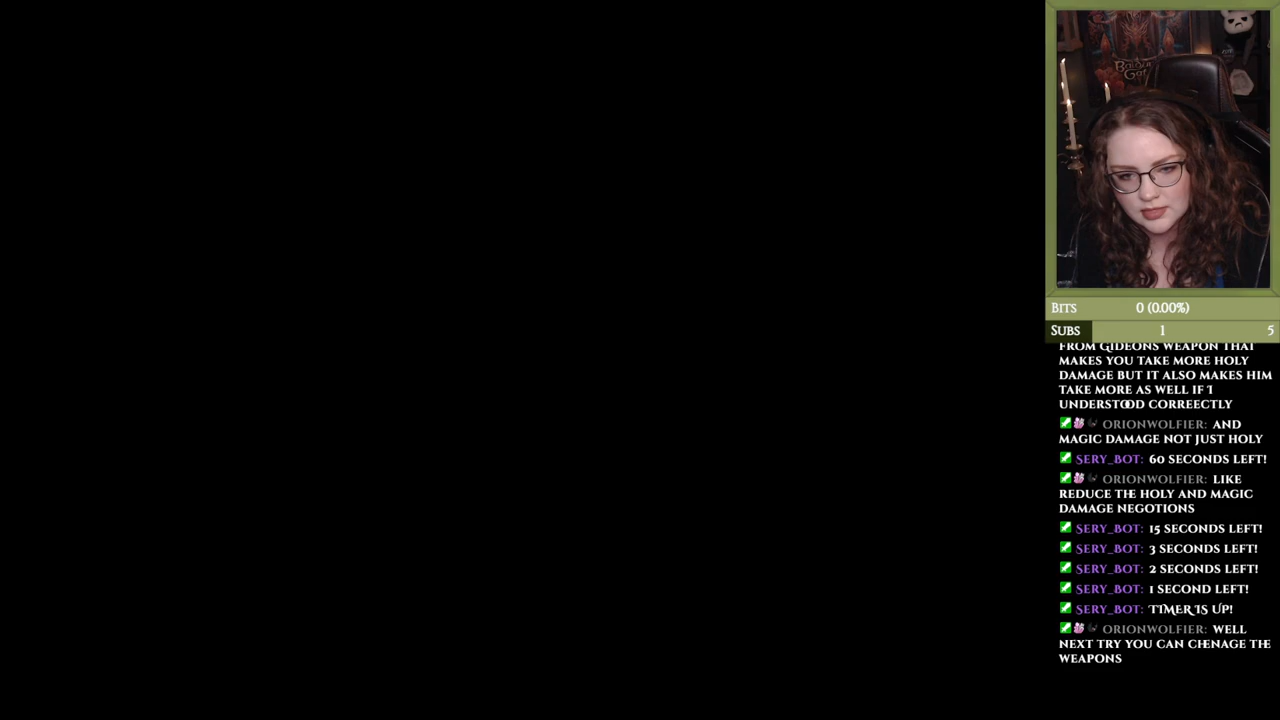 Baldur
Gat
BITS 0 (0.00%)
SUBS 1 5
FROM GIDEONS WEAPON THAT
MAKES YOU TAKE MORE HOLY
DAMAGE BUT IT ALSO MAKES HIM
TAKE MORE AS WELL IF I
UNDERSTOOD CORREECTLY
ORIONWOLFIER: AND
MAGIC DAMAGE NOT JUST HOLY
SERY_BOT: 60 SECONDS LEFT!
ORIONWOLFIER: LIKE
REDUCE THE HOLY AND MAGIC
DAMAGE NEGOTIONS
SERY_BOT: 15 SECONDS LEFT!
SERY_BOT: 3 SECONDS LEFT!
SERY_BOT: 2 SECONDS LEFT!
SERY_BOT: 1 SECOND LEFT!
SERY_BOT: TIMER IS UP!
ORIONWOLFIER: WELL
NEXT TRY YOU CAN CHENAGE THE
WEAPONS